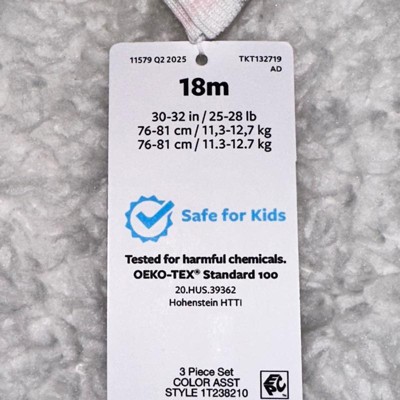 11579 Q2 2025 TKT132719
AD
18m
30-32 in / 25-28 lb
76-81 cm / 11,3-12,7 kg
76-81 cm / 11.3-12.7 kg
Safe for Kids
Tested for harmful chemicals.
OEKO-TEX® Standard 100
20.HUS.39362
Hohenstein HTTI
3 Piece Set
COLOR ASST
STYLE 1T238210